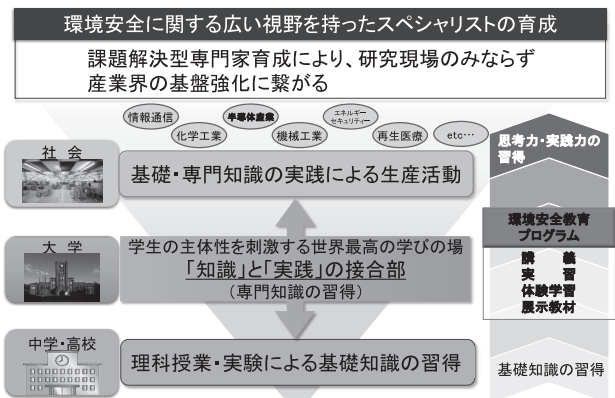 環境安全に関する広い視野を持ったスペシャリストの育成
課題解決型専門家育成により、研究現場のみならず
産業界の基盤強化に繋がる
情報通信
化学工業
半導体産業
機械工業
エネルギー
セキュリティー
再生医療
etc…
社 会
基礎・専門知識の実践による生産活動
大 学
学生の主体性を刺激する世界最高の学びの場
「知識」と「実践」の接合部
(専門知識の習得)
中学・高校
理科授業・実験による基礎知識の習得
思考力・実践力の
習得
環境安全教育
プログラム
講 義
実 習
体験学習
展示教材
基礎知識の習得